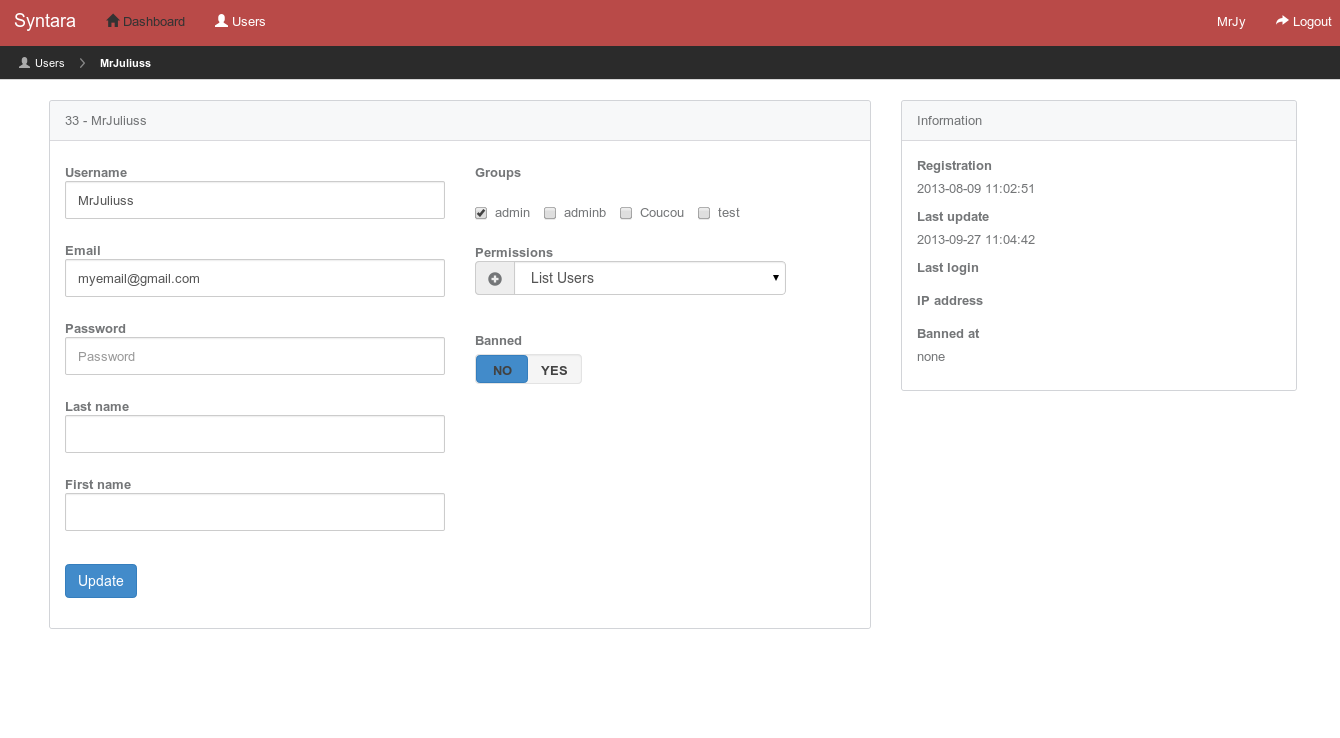 Syntara Dashboard Users MrJy Logout
Users MrJuliuss
33 - MrJuliuss
Username
MrJuliuss
Email
myemail@gmail.com
Password
Password
Last name
First name
Update
Groups
admin adminb Coucou test
Permissions
List Users
Banned
NO YES
Information
Registration
2013-08-09 11:02:51
Last update
2013-09-27 11:04:42
Last login
IP address
Banned at
none